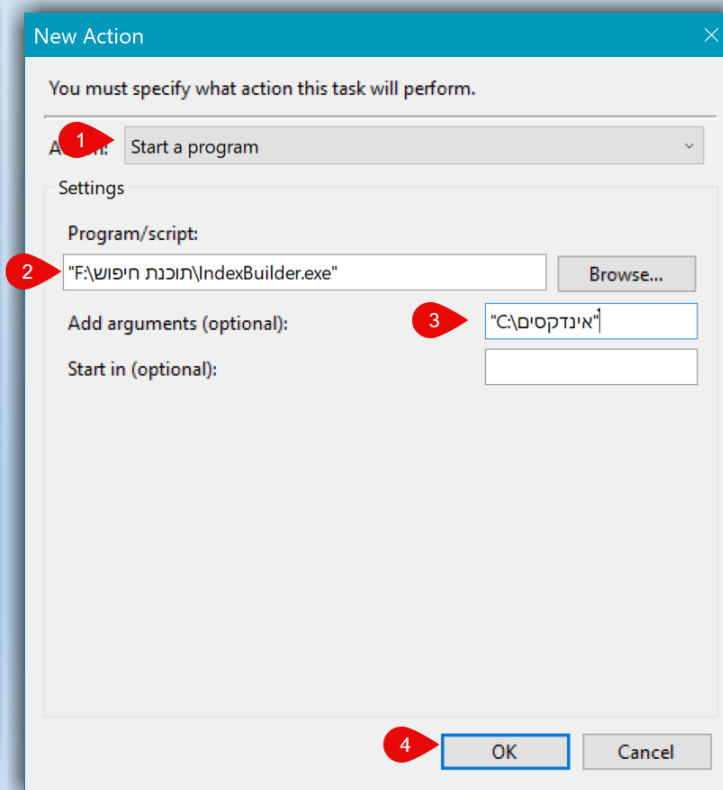 New Action
You must specify what action this task will perform.
1
Start a program
Settings
Program/script:
2
"F:\תוכנת חיפוש\IndexBuilder.exe"
Browse...
Add arguments (optional):
3
"C:\אינדקסים"
Start in (optional):
4
OK
Cancel